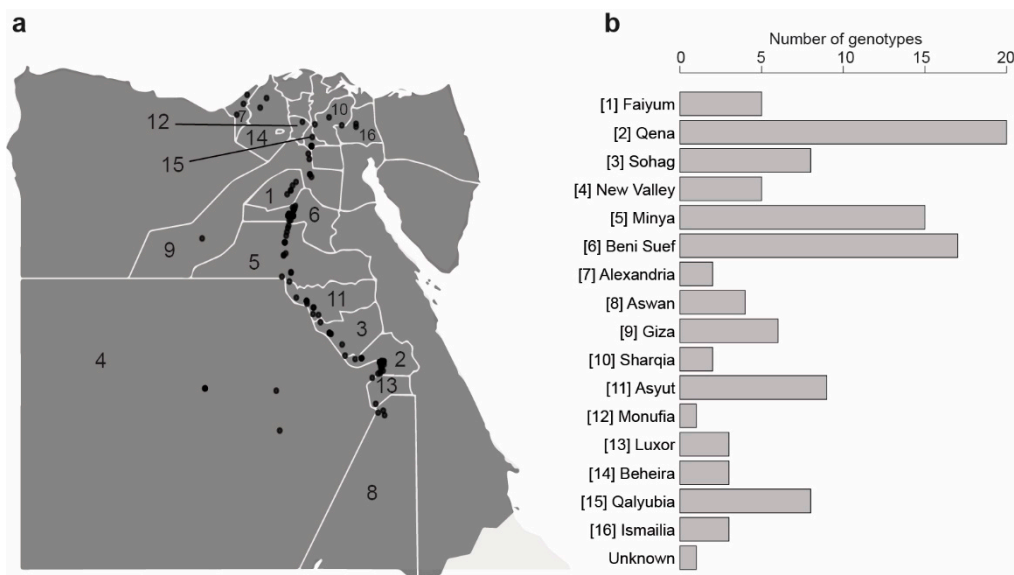 a
7
10
12
14
16
15
1
6
9
5
11
3
4
2
13
8
b
Number of genotypes
0 5 10 15 20
[1] Faiyum
[2] Qena
[3] Sohag
[4] New Valley
[5] Minya
[6] Beni Suef
[7] Alexandria
[8] Aswan
[9] Giza
[10] Sharqia
[11] Asyut
[12] Monufia
[13] Luxor
[14] Beheira
[15] Qalyubia
[16] Ismailia
Unknown